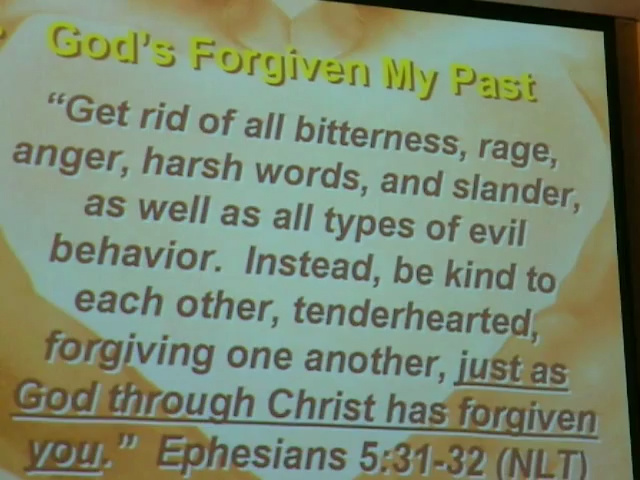 God's Forgiven My Past
“Get rid of all bitterness, rage,
anger, harsh words, and slander,
as well as all types of evil
behavior.  Instead, be kind to
each other, tenderhearted,
forgiving one another, just as
God through Christ has forgiven
you.”  Ephesians 5:31-32 (NLT)